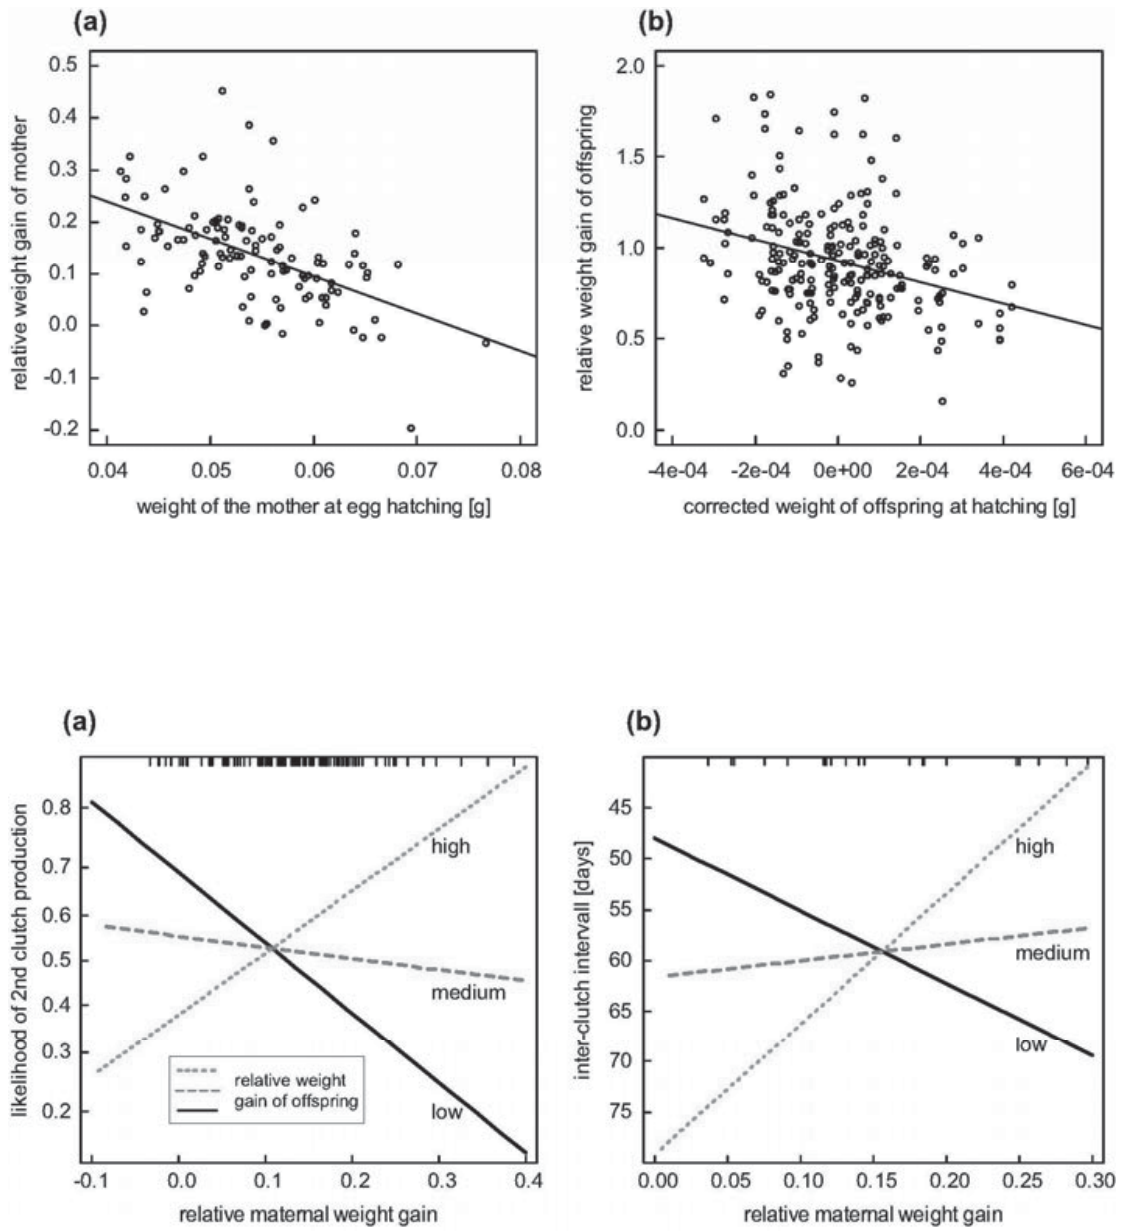 (a)
0.5
0.4
0.3
0.2
0.1
0.0
-0.1
-0.2
relative weight gain of mother
0.04 0.05 0.06 0.07 0.08
weight of the mother at egg hatching [g]
(b)
2.0
1.5
1.0
0.5
0.0
relative weight gain of offspring
-4e-04 -2e-04 0e+00 2e-04 4e-04 6e-04
corrected weight of offspring at hatching [g]
(a)
0.8
0.7
0.6
0.5
0.4
0.3
0.2
likelihood of 2nd clutch production
high
medium
low
relative weight
gain of offspring
-0.1 0.0 0.1 0.2 0.3 0.4
relative maternal weight gain
(b)
45
50
55
60
65
70
75
inter-clutch intervall [days]
high
medium
low
0.00 0.05 0.10 0.15 0.20 0.25 0.30
relative maternal weight gain